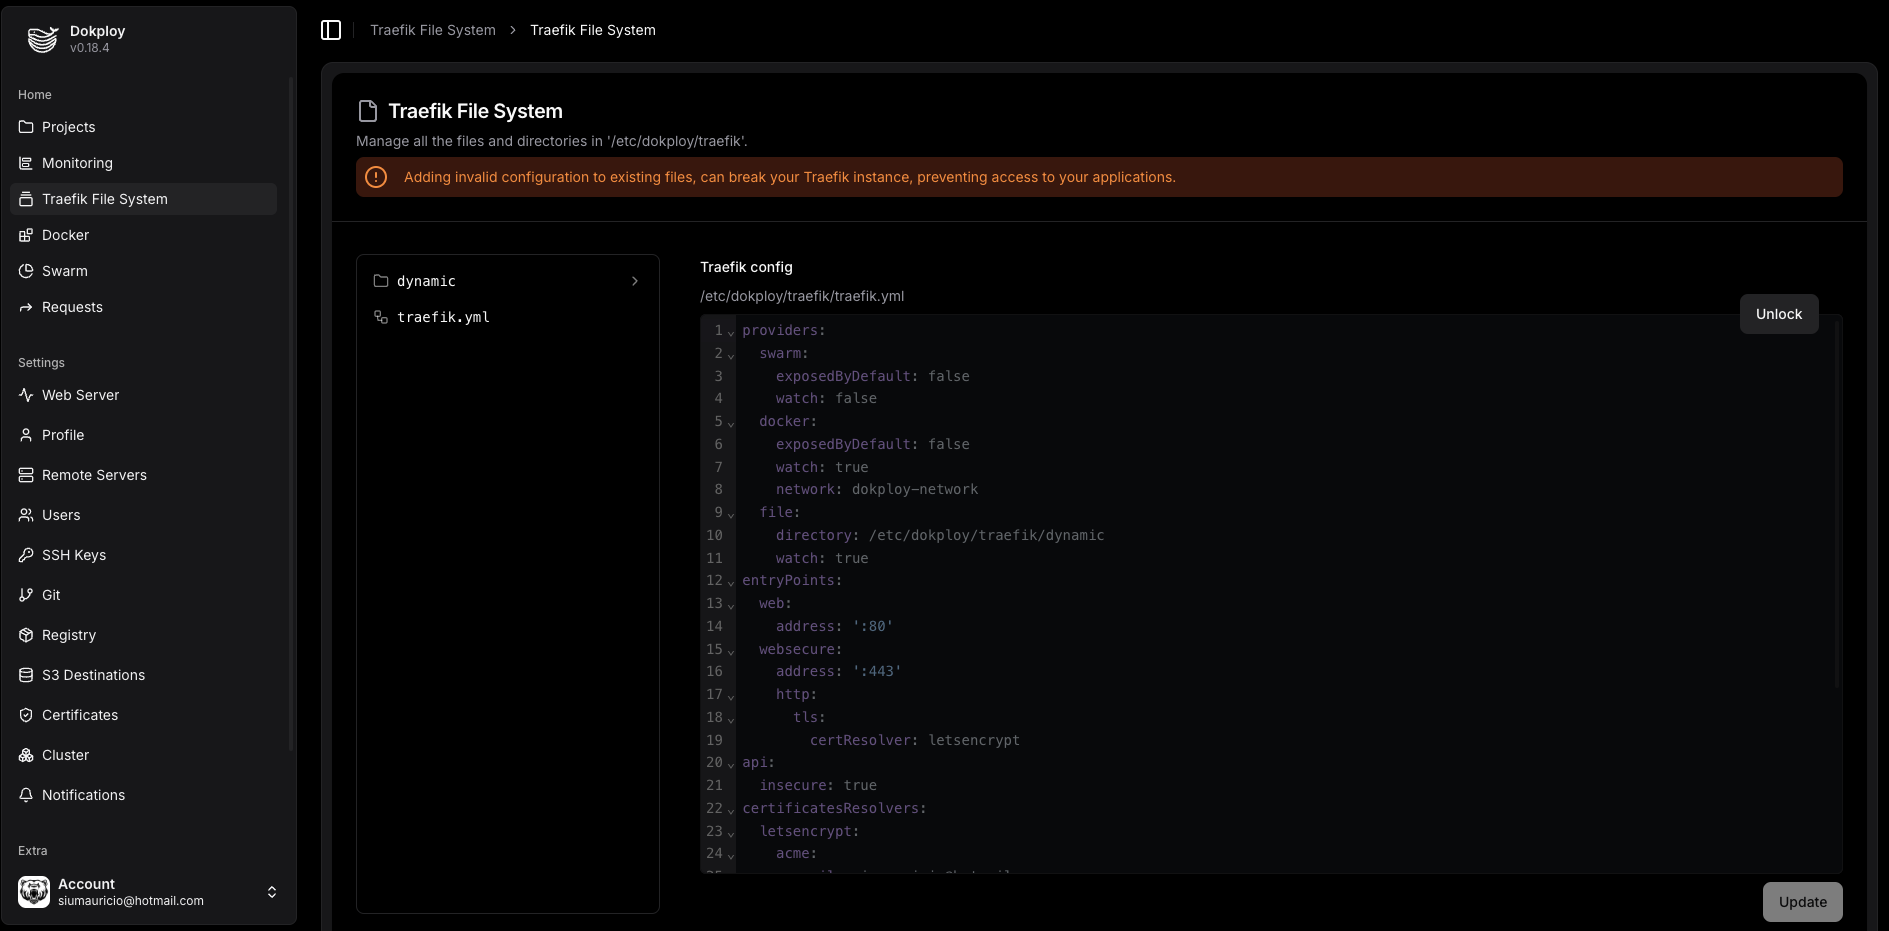 Dokploy
v0.18.4
Home
Projects
Monitoring
Traefik File System
Docker
Swarm
Requests
Settings
Web Server
Profile
Remote Servers
Users
SSH Keys
Git
Registry
S3 Destinations
Certificates
Cluster
Notifications
Extra
Account
siumauricio@hotmail.com
Traefik File System > Traefik File System
Traefik File System
Manage all the files and directories in '/etc/dokploy/traefik'.
Adding invalid configuration to existing files, can break your Traefik instance, preventing access to your applications.
dynamic
traefik.yml
Traefik config
/etc/dokploy/traefik/traefik.yml
Unlock
1 providers:
2 swarm:
3 exposedByDefault: false
4 watch: false
5 docker:
6 exposedByDefault: false
7 watch: true
8 network: dokploy-network
9 file:
10 directory: /etc/dokploy/traefik/dynamic
11 watch: true
12 entryPoints:
13 web:
14 address: ':80'
15 websecure:
16 address: ':443'
17 http:
18 tls:
19 certResolver: letsencrypt
20 api:
21 insecure: true
22 certificatesResolvers:
23 letsencrypt:
24 acme:
Update